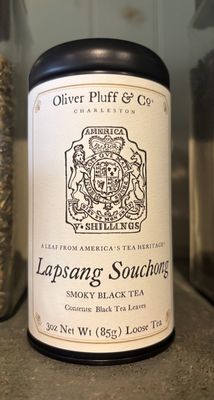 Oliver Pluff & Co.
CHARLESTON
AMERICA
V. SHILLINGS
A LEAF FROM AMERICA'S TEA HERITAGE
Lapsang Souchong
SMOKY BLACK TEA
Contents: Black Tea Leaves
3oz Net Wt (85g) Loose Tea